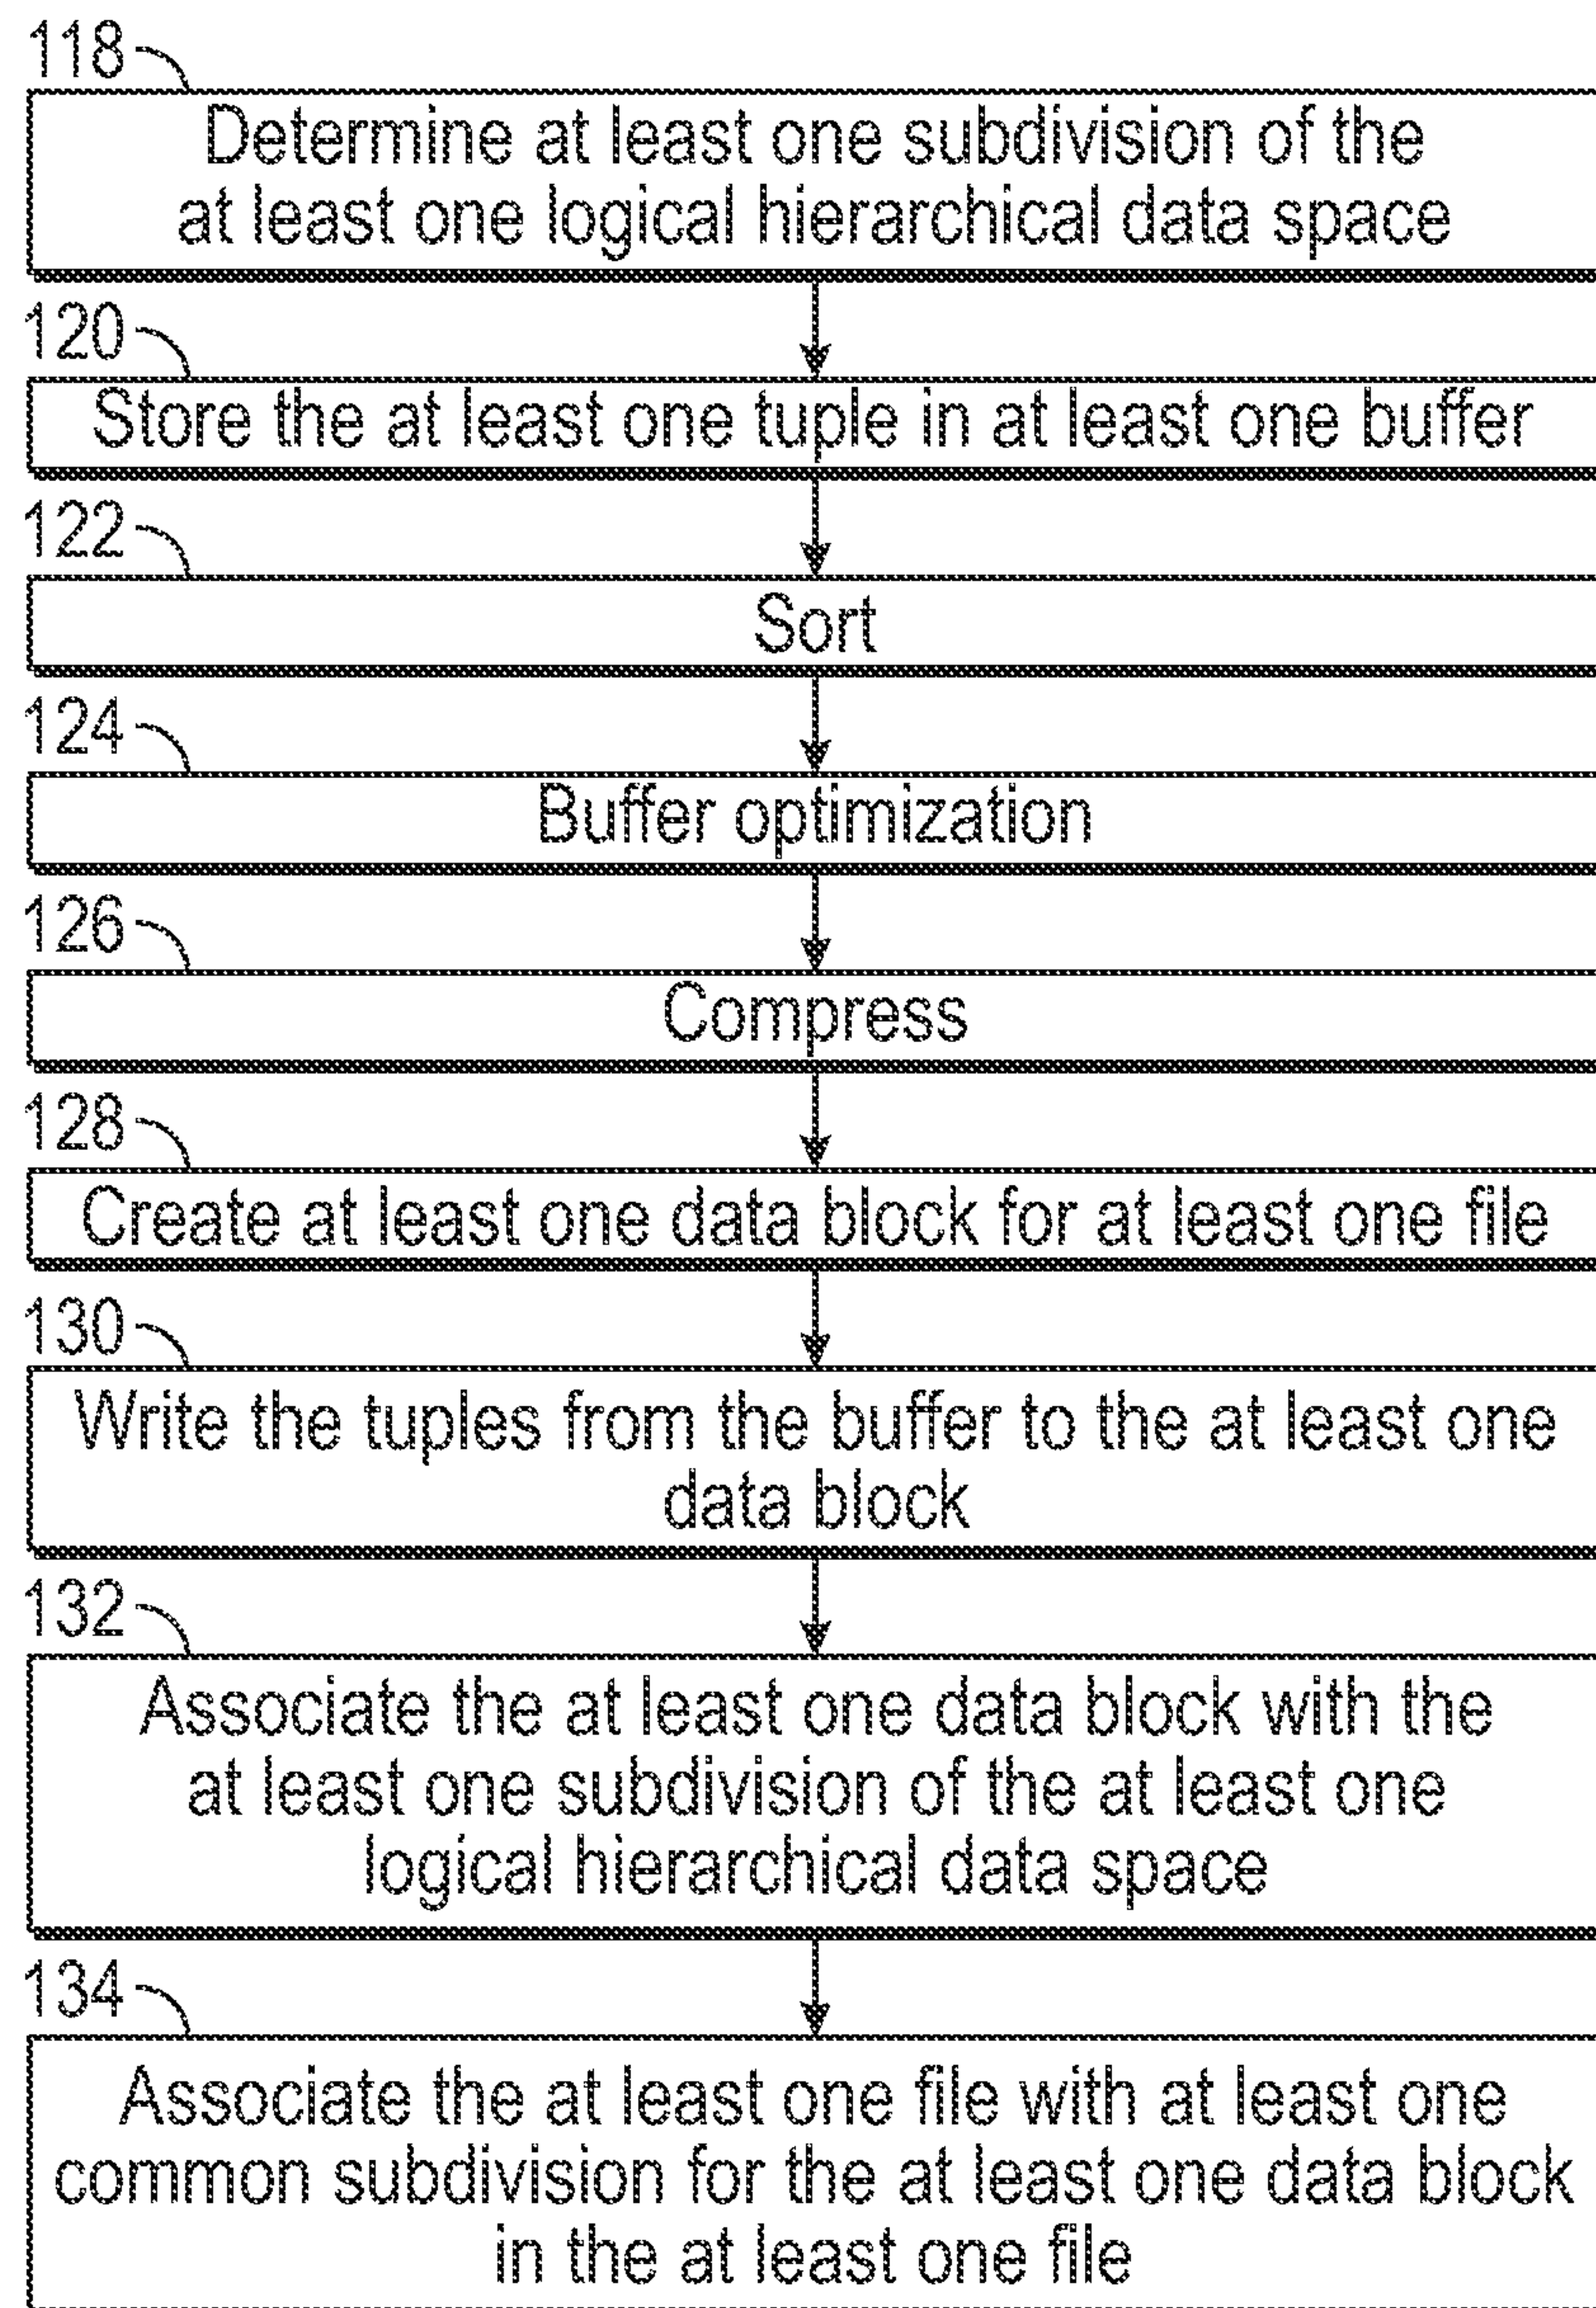 118
Determine at least one subdivision of the
at least one logical hierarchical data space
120
Store the at least one tuple in at least one buffer
122
Sort
124
Buffer optimization
126
Compress
128
Create at least one data block for at least one file
130
Write the tuples from the buffer to the at least one
data block
132
Associate the at least one data block with the
at least one subdivision of the at least one
logical hierarchical data space
134
Associate the at least one file with at least one
common subdivision for the at least one data block
in the at least one file